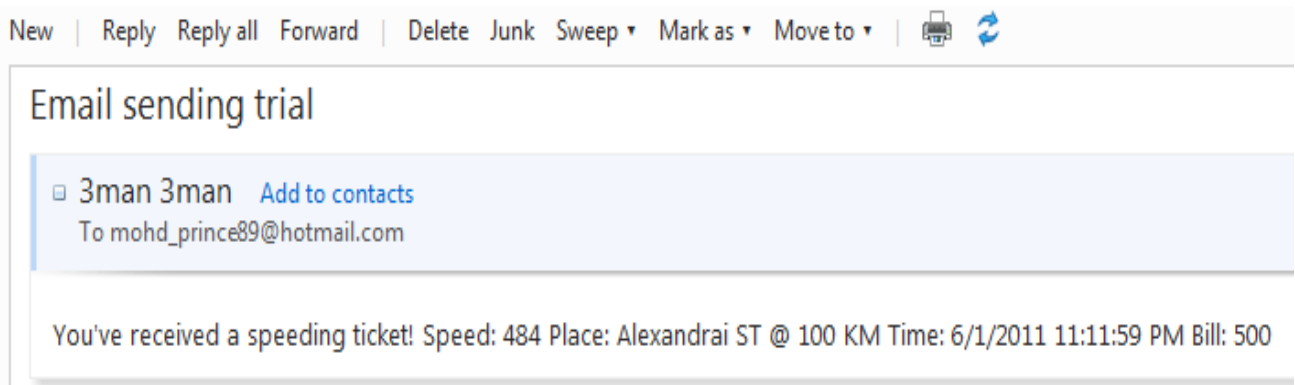 New | Reply Reply all Forward | Delete Junk Sweep ▾ Mark as ▾ Move to ▾ |
Email sending trial
3man 3man Add to contacts
To mohd_prince89@hotmail.com
You've received a speeding ticket! Speed: 484 Place: Alexandrai ST @ 100 KM Time: 6/1/2011 11:11:59 PM Bill: 500